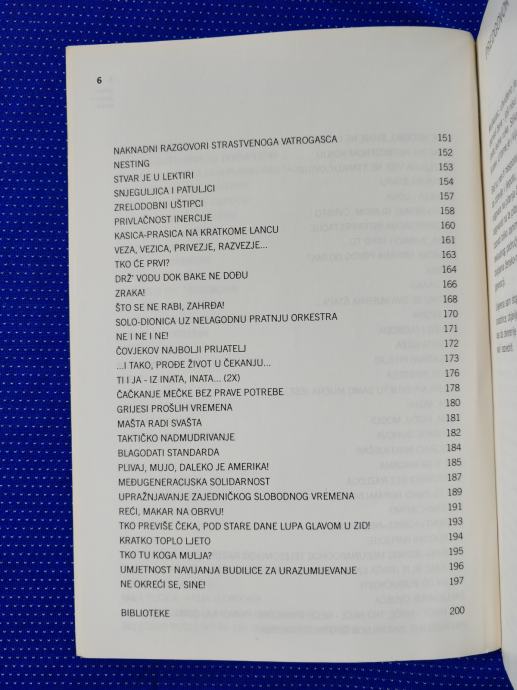 6
NAKNADNI RAZGOVORI STRASTVENOGA VATROGASCA 151
NESTING 152
STVAR JE U LEKTIRI 153
SNJEGULJICA I PATULJCI 154
ZRELODOBNI UŠTIPCI 157
PRIVLAČNOST INERCIJE 158
KASICA-PRASICA NA KRATKOME LANCU 160
VEZA, VEZICA, PRIVEZJE, RAZVEZJE... 161
TKO ĆE PRVI? 163
DRŽ' VODU DOK BAKE NE DOĐU 164
ZRAKA! 166
ŠTO SE NE RABI, ZAHRĐA! 168
SOLO-DIONICA UZ NELAGODNU PRATNJU ORKESTRA 170
NE I NE I NE! 171
ČOVJEKOV NAJBOLJI PRIJATELJ 172
...I TAKO, PROĐE ŽIVOT U ČEKANJU... 173
TI I JA - IZ INATA, INATA... (2X) 176
ČAČKANJE MEČKE BEZ PRAVE POTREBE 178
GRIJESI PROŠLIH VREMENA 180
MAŠTA RADI SVAŠTA 181
TAKTIČKO NADMUDRIVANJE 182
BLAGODATI STANDARDA 184
PLIVAJ, MUJO, DALEKO JE AMERIKA! 185
MEĐUGENERACIJSKA SOLIDARNOST 187
UPRAŽNJAVANJE ZAJEDNIČKOG SLOBODNOG VREMENA 189
REĆI, MAKAR NA OBRVU! 191
TKO PREVIŠE ČEKA, POD STARE DANE LUPA GLAVOM U ZID! 193
KRATKO TOPLO LJETO 194
TKO TU KOGA MULJA? 195
UMJETNOST NAVIJANJA BUDILICE ZA URAZUMLJEVANJE 196
NE OKREĆI SE, SINE! 197
BIBLIOTEKE 200